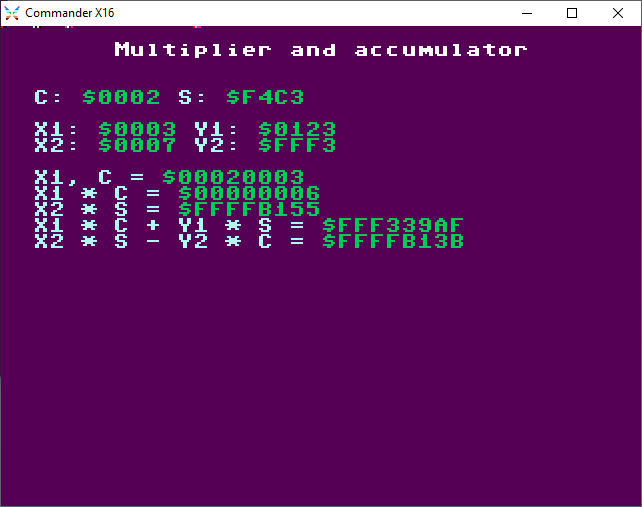 Commander X16
Multiplier and accumulator
C: $0002 S: $F4C3
X1: $0003 Y1: $0123
X2: $0007 Y2: $FFF3
X1, C = $00020003
X1 * C = $00000006
X2 * S = $FFFFB155
X1 * C + Y1 * S = $FFF339AF
X2 * S - Y2 * C = $FFFFB13B